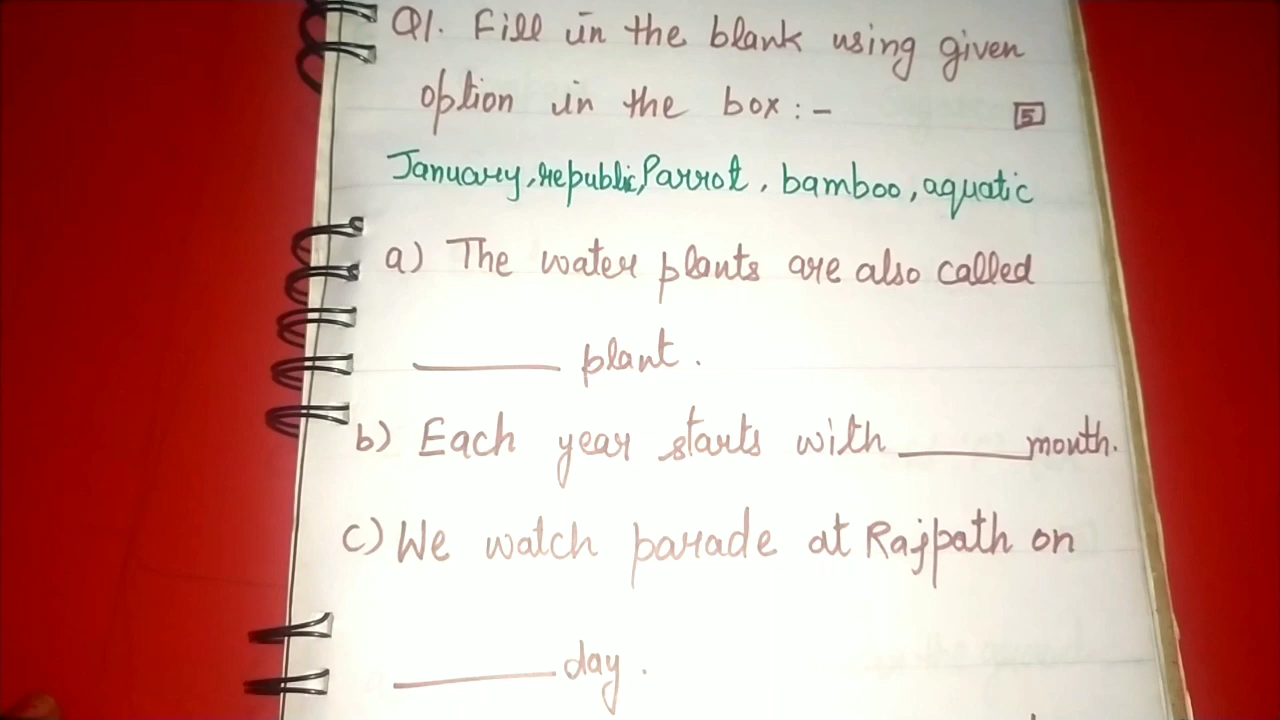 Q1. Fill in the blank using given
option in the box:-
5
January, republic, Parrot, bamboo, aquatic
a) The water plants are also called
______ plant.
b) Each year starts with ______ month.
c) We watch parade at Rajpath on
______ day.